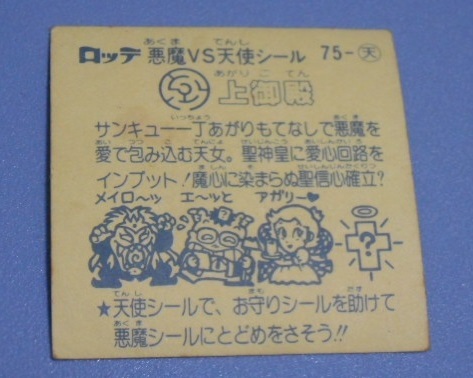 ロッテ 悪魔VS天使シール 75-天
上御殿
サンキュー一丁あがりもてなしで悪魔を
愛で包み込む天女。聖神皇に愛心回路を
インプット！魔心に染まらぬ聖信心確立？
メイロ〜ッ エ〜ッと アガリー♥
？
★天使シールで、お守りシールを助けて
悪魔シールにとどめをさそう!!